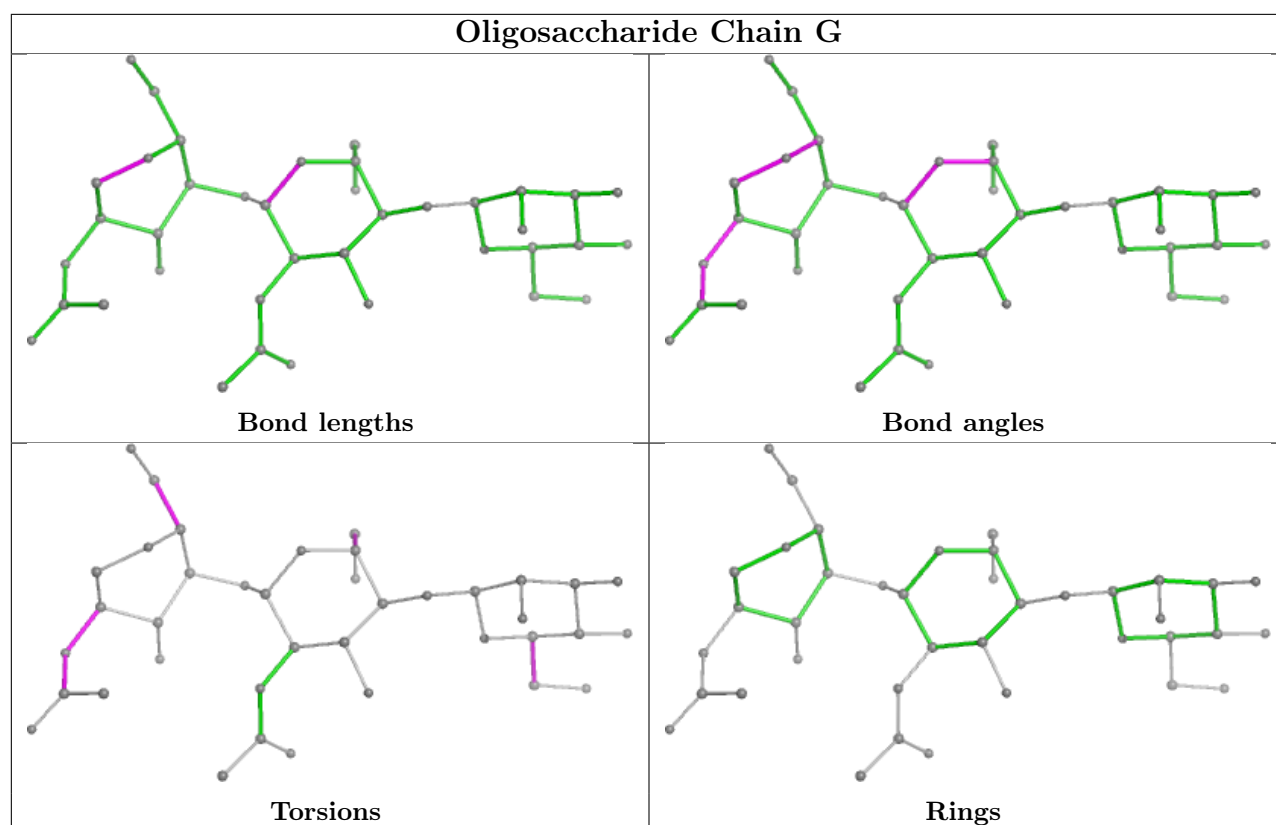 Oligosaccharide Chain G
Bond lengths
Bond angles
Torsions
Rings